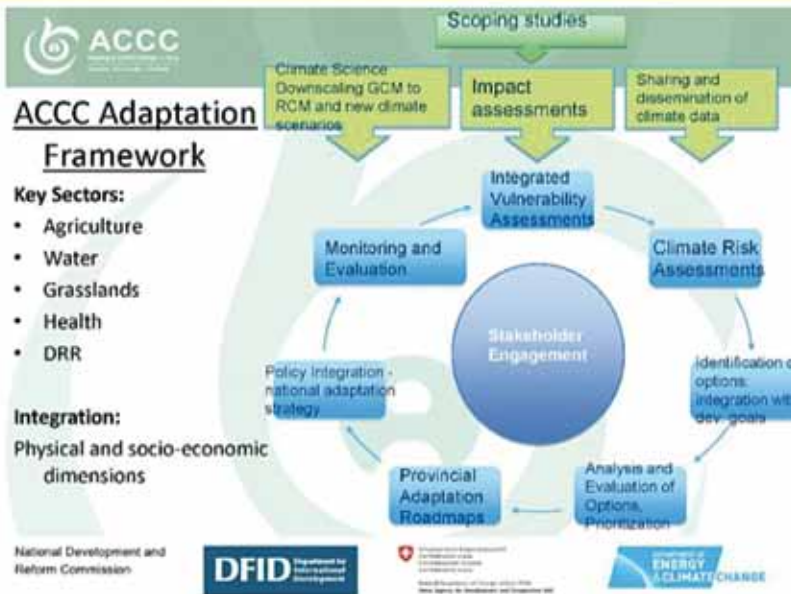 Scoping studies
ACCC
Climate Science
Downscaling GCM to
RCM and new climate
scenarios
Impact
assessments
Sharing and
dissemination of
climate data
ACCC Adaptation
Framework
Key Sectors:
• Agriculture
• Water
• Grasslands
• Health
• DRR
Integration:
Physical and socio-economic
dimensions
Integrated
Vulnerability
Assessments
Climate Risk
Assessments
Identification o
options:
integration wit
dev. goals
Analysis and
Evaluation of
Options,
Prioritization
Provincial
Adaptation
Roadmaps
Policy Integration -
national adaptation
strategy
Monitoring and
Evaluation
Stakeholder
Engagement
National Development and
Reform Commission
DFID
Department for
International
Development
DEPARTMENT OF
ENERGY
& CLIMATE CHANGE